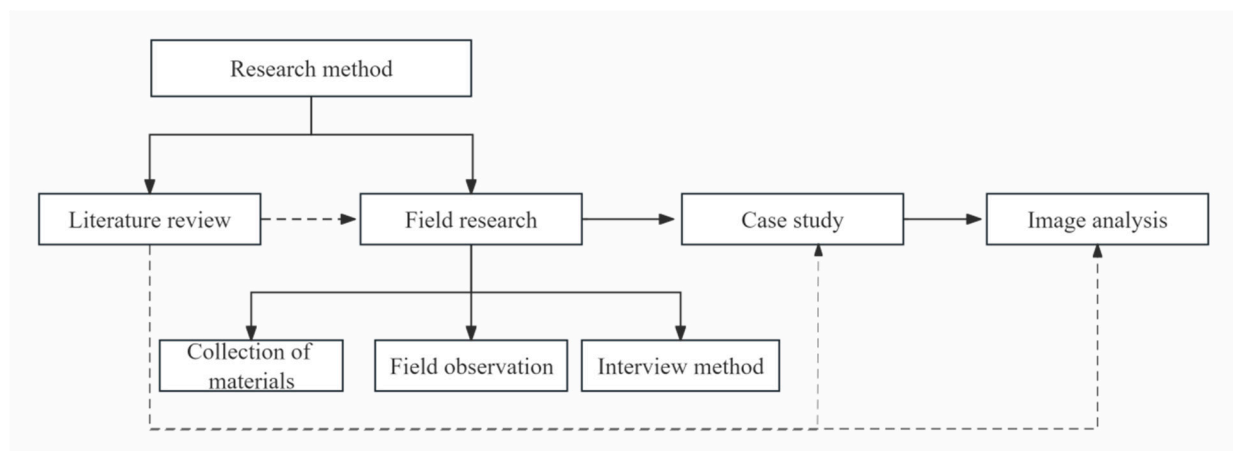 Research method
Literature review
Field research
Case study
Image analysis
Collection of
materials
Field observation
Interview method